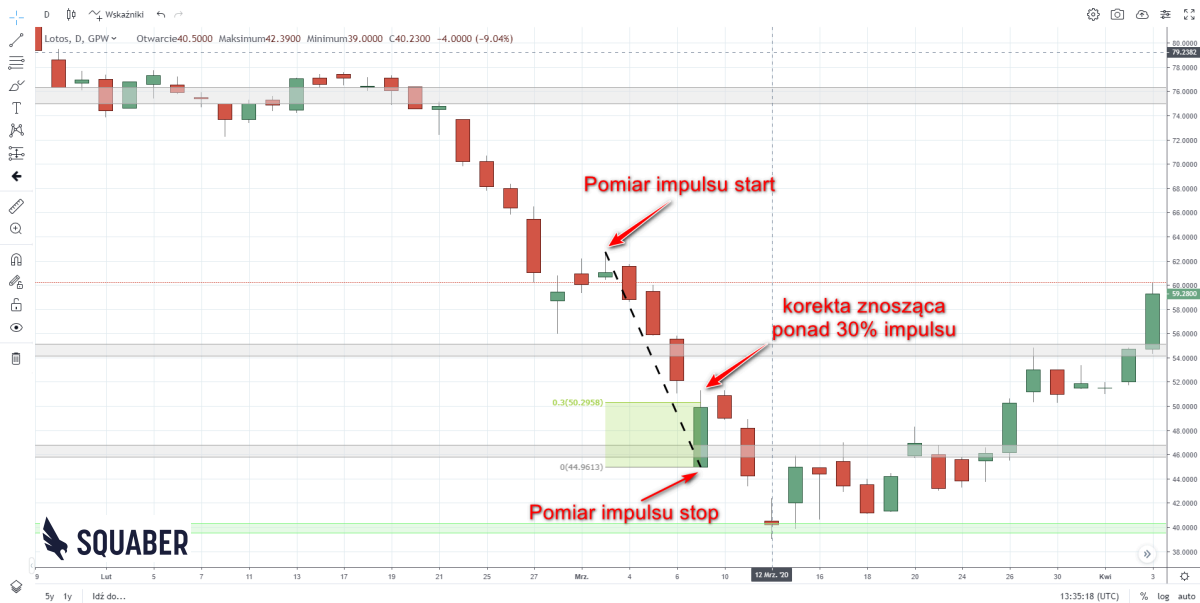 D
Wskaźniki
Lotos, D, GPW
Otwarcie40.5000 Maksimum42.3900 Minimum39.0000 C40.2300 −4.0000 (−9.04%)
80.0000
79.2382
78.0000
76.0000
74.0000
72.0000
70.0000
68.0000
66.0000
64.0000
62.0000
60.0000
59.2800
58.0000
56.0000
54.0000
52.0000
50.0000
48.0000
46.0000
44.0000
42.0000
40.0000
38.0000
Pomiar impulsu start
korekta znosząca
ponad 30% impulsu
0.3(50.2958)
0(44.9613)
Pomiar impulsu stop
SQUABER
9 Lut 5 7 11 13 17 19 21 25 27 Mrz. 4 6 10 12 Mrz. '20 16 18 20 24 26 30 Kwi 3
5y 1y Idź do...
13:35:18 (UTC) % log auto